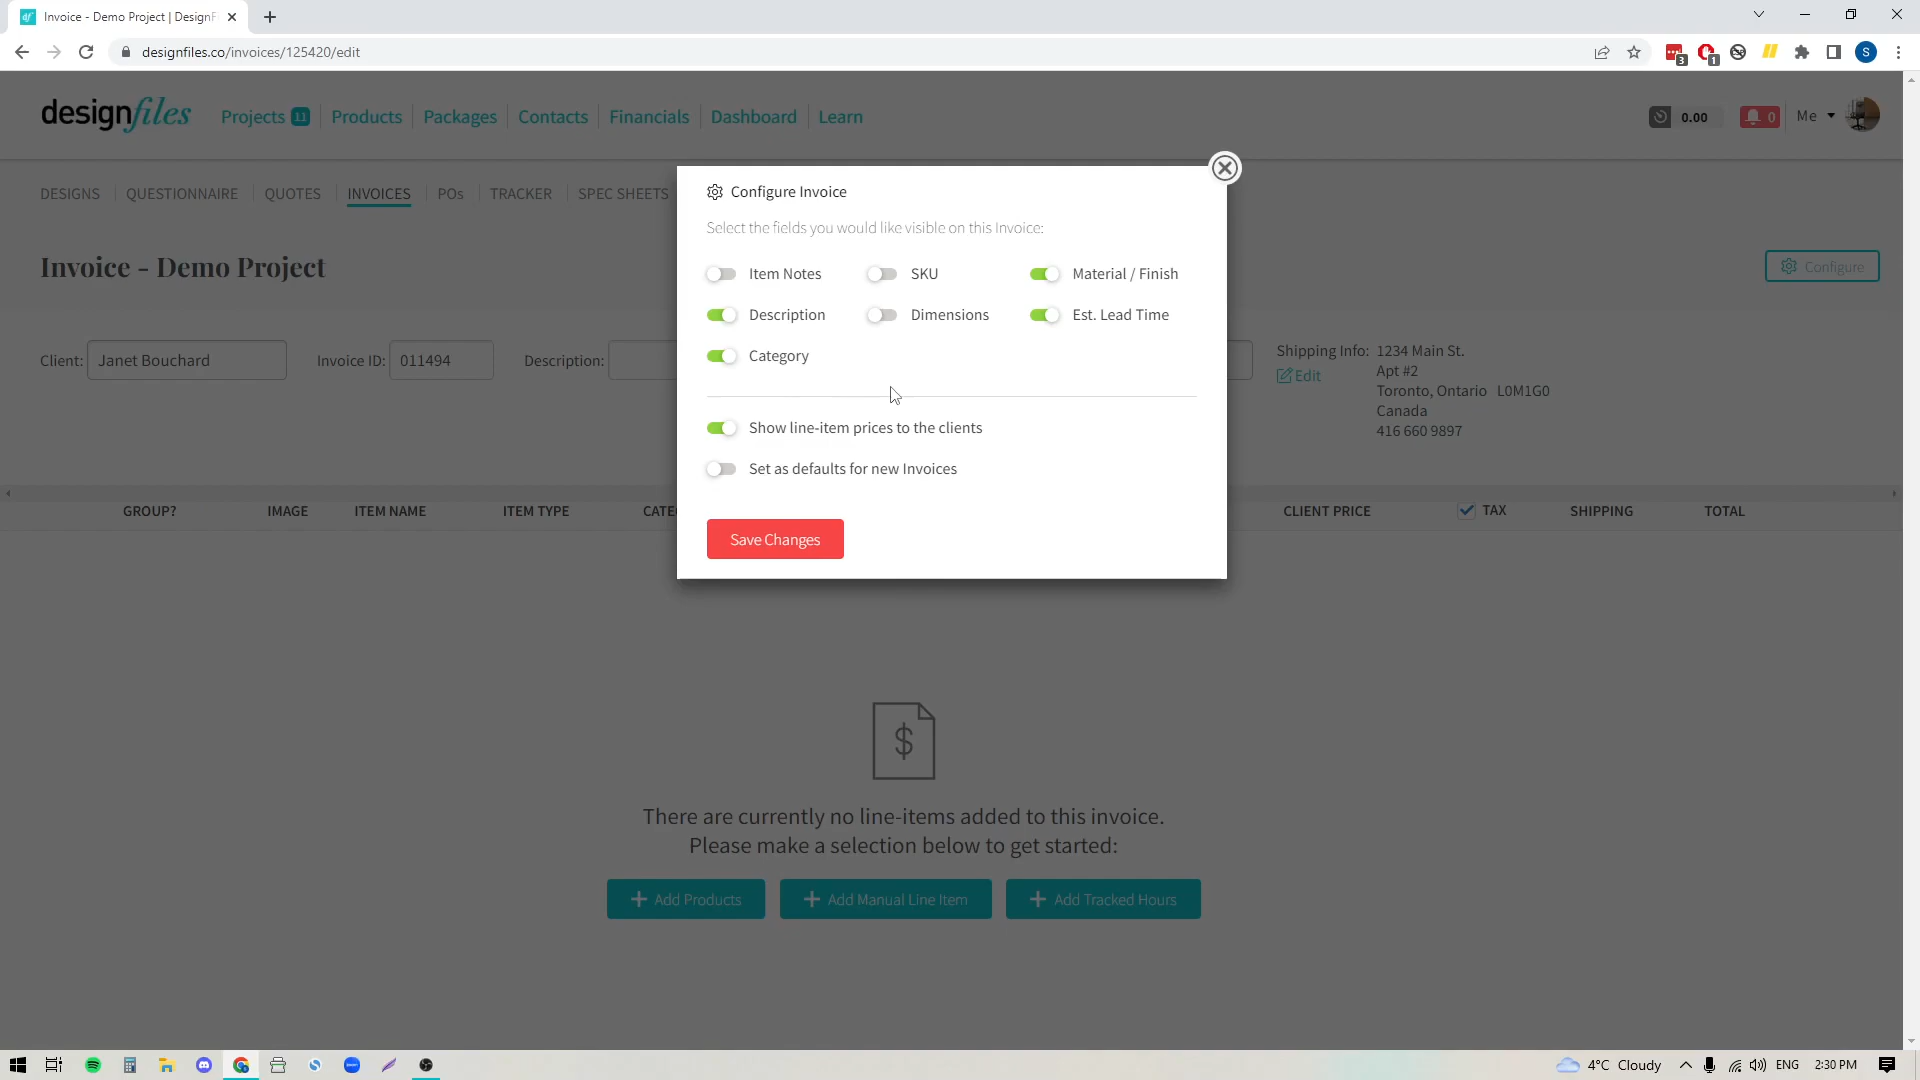 Invoice - Demo Project | DesignF
designfiles.co/invoices/125420/edit
3
1
S
designfiles
Projects 11
Products
Packages
Contacts
Financials
Dashboard
Learn
0.00
0
Me
DESIGNS
QUESTIONNAIRE
QUOTES
INVOICES
POs
TRACKER
SPEC SHEETS
Invoice - Demo Project
Configure
Client: Janet Bouchard
Invoice ID: 011494
Description:
Shipping Info: 1234 Main St.
Edit
Apt #2
Toronto, Ontario L0M1G0
Canada
416 660 9897
Configure Invoice
Select the fields you would like visible on this Invoice:
Item Notes
SKU
Material / Finish
Description
Dimensions
Est. Lead Time
Category
Show line-item prices to the clients
Set as defaults for new Invoices
Save Changes
GROUP?
IMAGE
ITEM NAME
ITEM TYPE
CATE
CLIENT PRICE
TAX
SHIPPING
TOTAL
$
There are currently no line-items added to this invoice.
Please make a selection below to get started:
Add Products
Add Manual Line Item
Add Tracked Hours
4°C Cloudy
ENG
2:30 PM